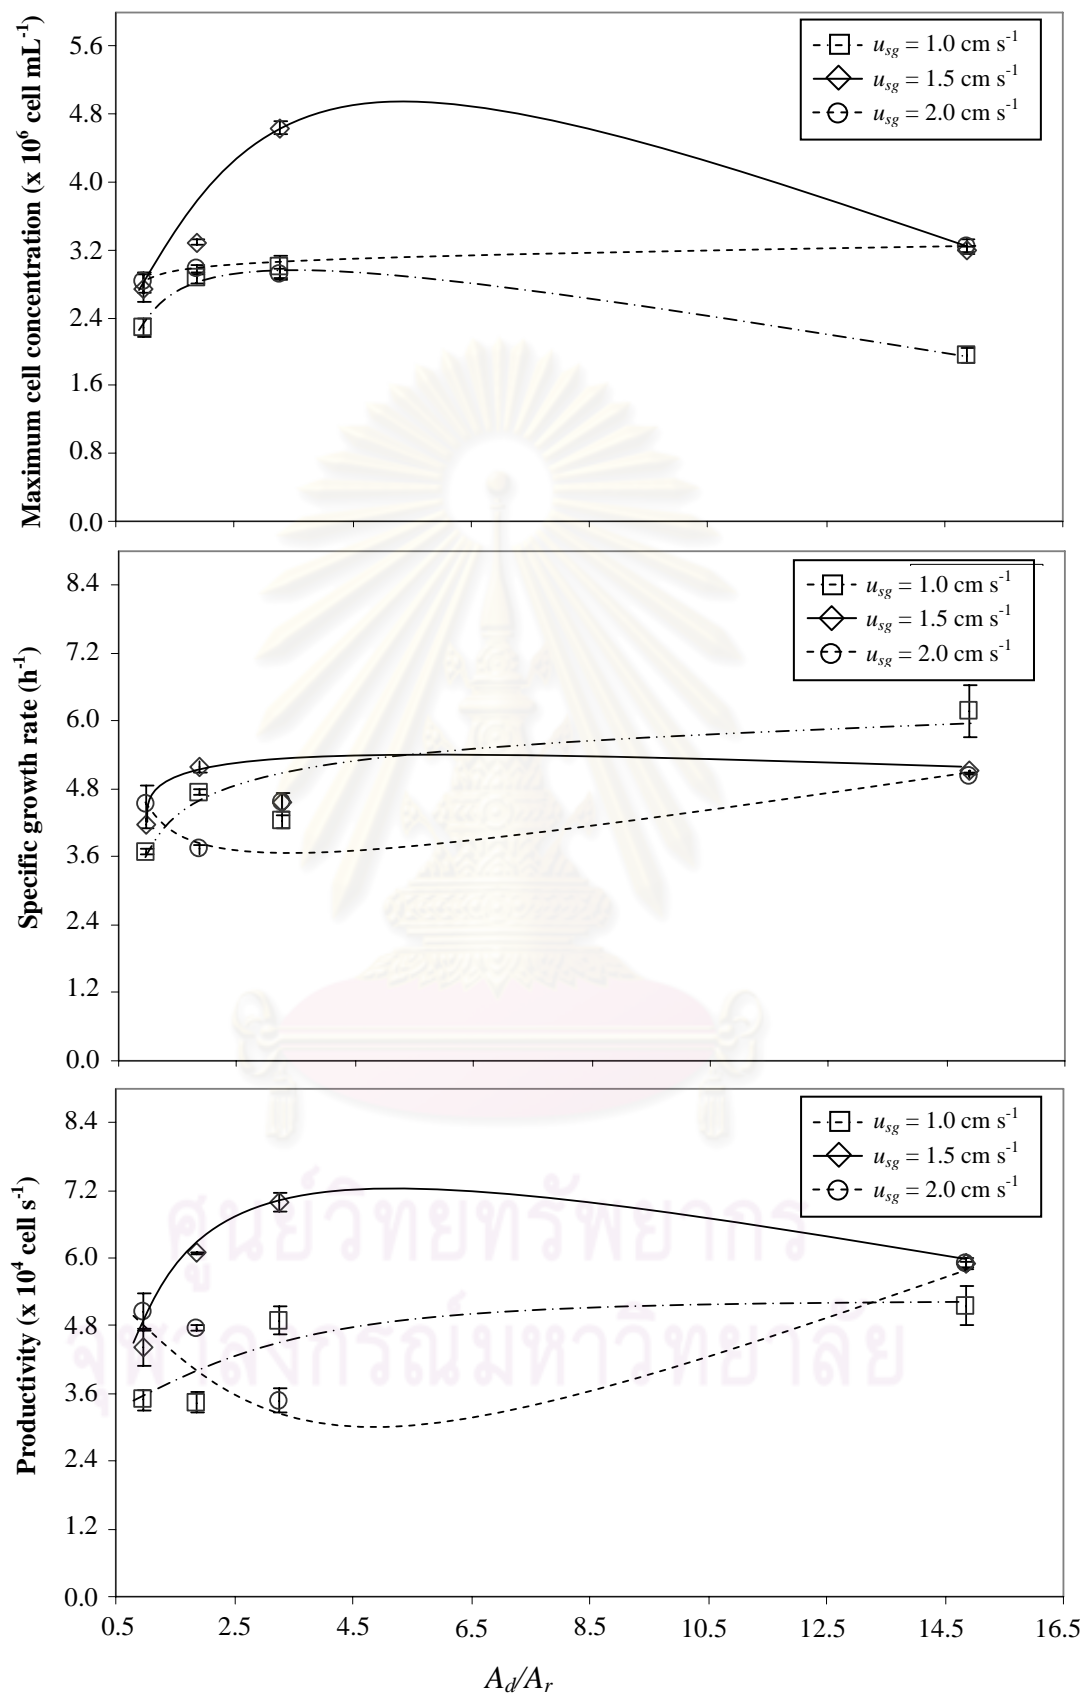 Maximum cell concentration (x 10⁶ cell mL⁻¹)
5.6
4.8
4.0
3.2
2.4
1.6
0.8
0.0
u_sg = 1.0 cm s⁻¹
u_sg = 1.5 cm s⁻¹
u_sg = 2.0 cm s⁻¹
Specific growth rate (h⁻¹)
8.4
7.2
6.0
4.8
3.6
2.4
1.2
0.0
u_sg = 1.0 cm s⁻¹
u_sg = 1.5 cm s⁻¹
u_sg = 2.0 cm s⁻¹
Productivity (x 10⁴ cell s⁻¹)
8.4
7.2
6.0
4.8
3.6
2.4
1.2
0.0
u_sg = 1.0 cm s⁻¹
u_sg = 1.5 cm s⁻¹
u_sg = 2.0 cm s⁻¹
ศูนย์วิทยทรัพยากร
จุฬาลงกรณ์มหาวิทยาลัย
0.5 2.5 4.5 6.5 8.5 10.5 12.5 14.5 16.5
A_d/A_r